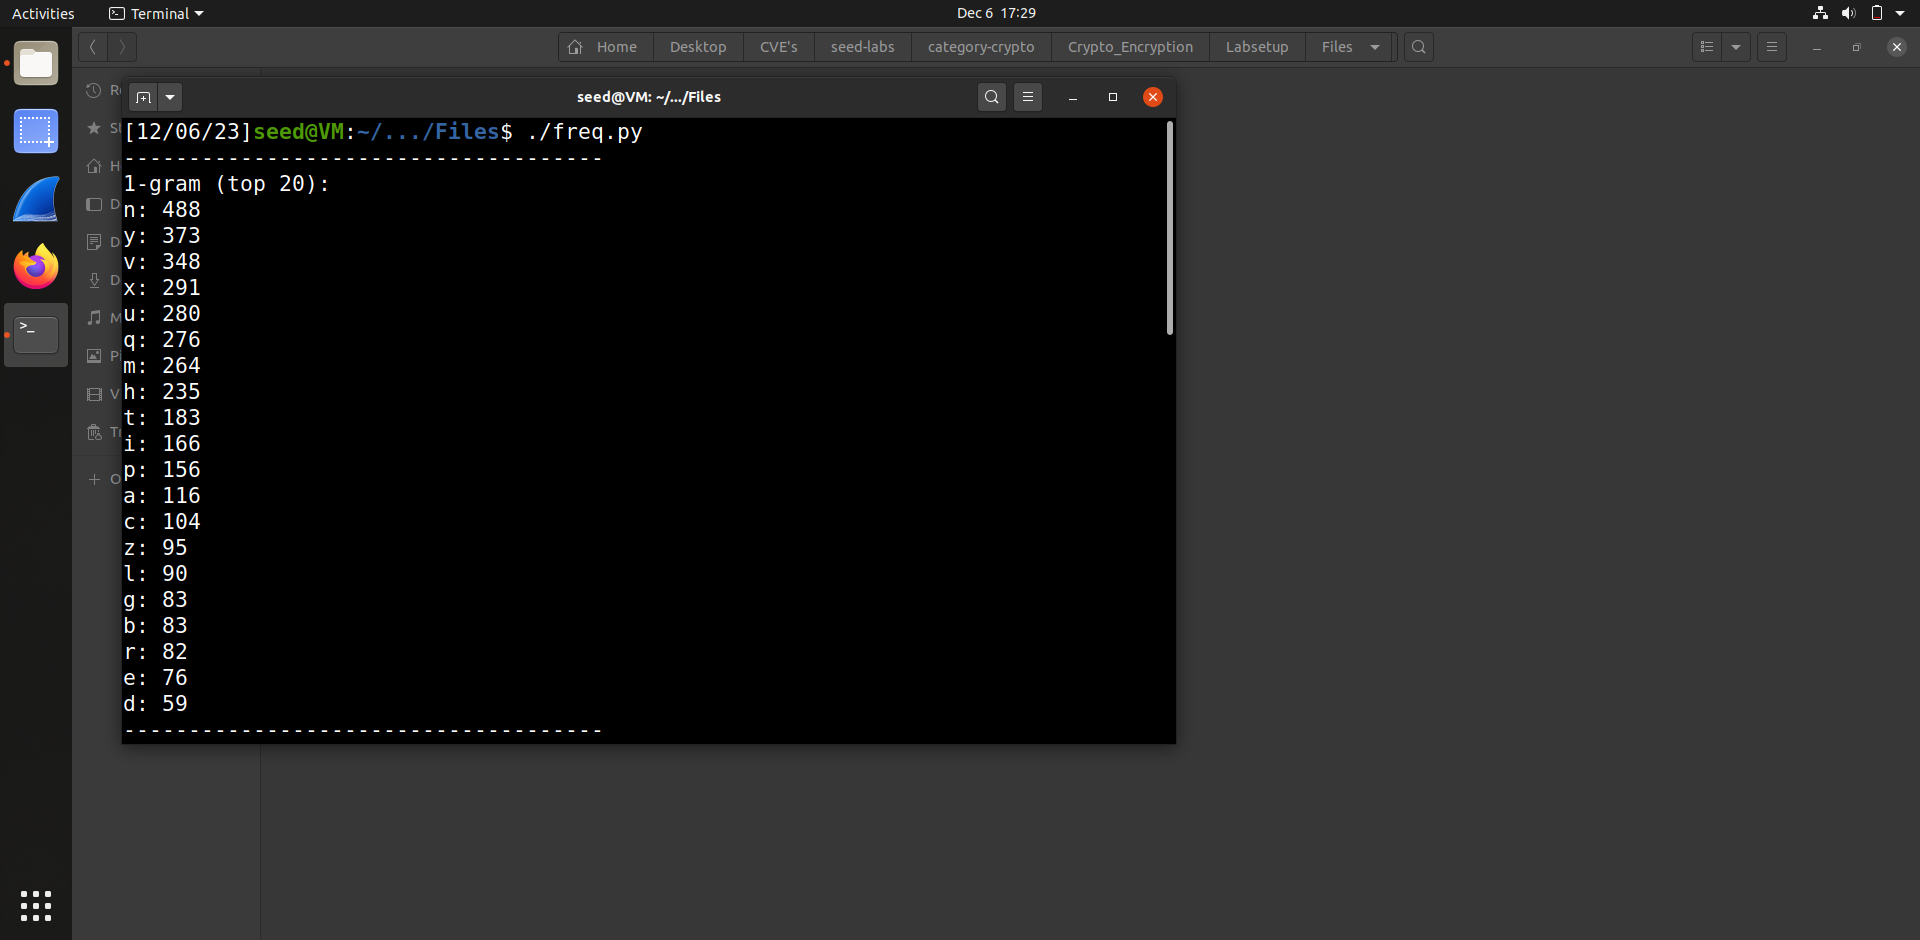 Activities
Terminal
Dec 6 17:29
Home
Desktop
CVE's
seed-labs
category-crypto
Crypto_Encryption
Labsetup
Files
seed@VM: ~/.../Files
[12/06/23]seed@VM:~/.../Files$ ./freq.py
-------------------------------------
1-gram (top 20):
n: 488
y: 373
v: 348
x: 291
u: 280
q: 276
m: 264
h: 235
t: 183
i: 166
p: 156
a: 116
c: 104
z: 95
l: 90
g: 83
b: 83
r: 82
e: 76
d: 59
-------------------------------------